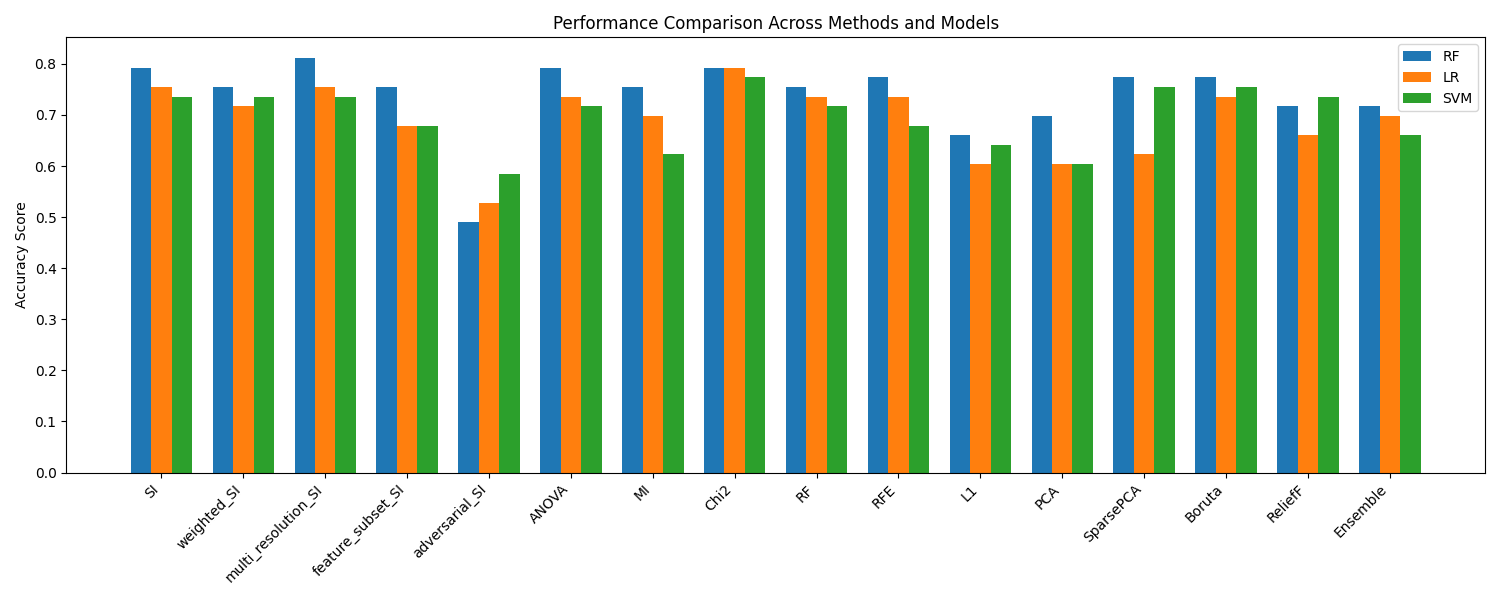 Performance Comparison Across Methods and Models
Accuracy Score
0.8
0.7
0.6
0.5
0.4
0.3
0.2
0.1
0.0
RF
LR
SVM
SI
weighted_SI
multi_resolution_SI
feature_subset_SI
adversarial_SI
ANOVA
MI
Chi2
RF
RFE
L1
PCA
SparsePCA
Boruta
ReliefF
Ensemble